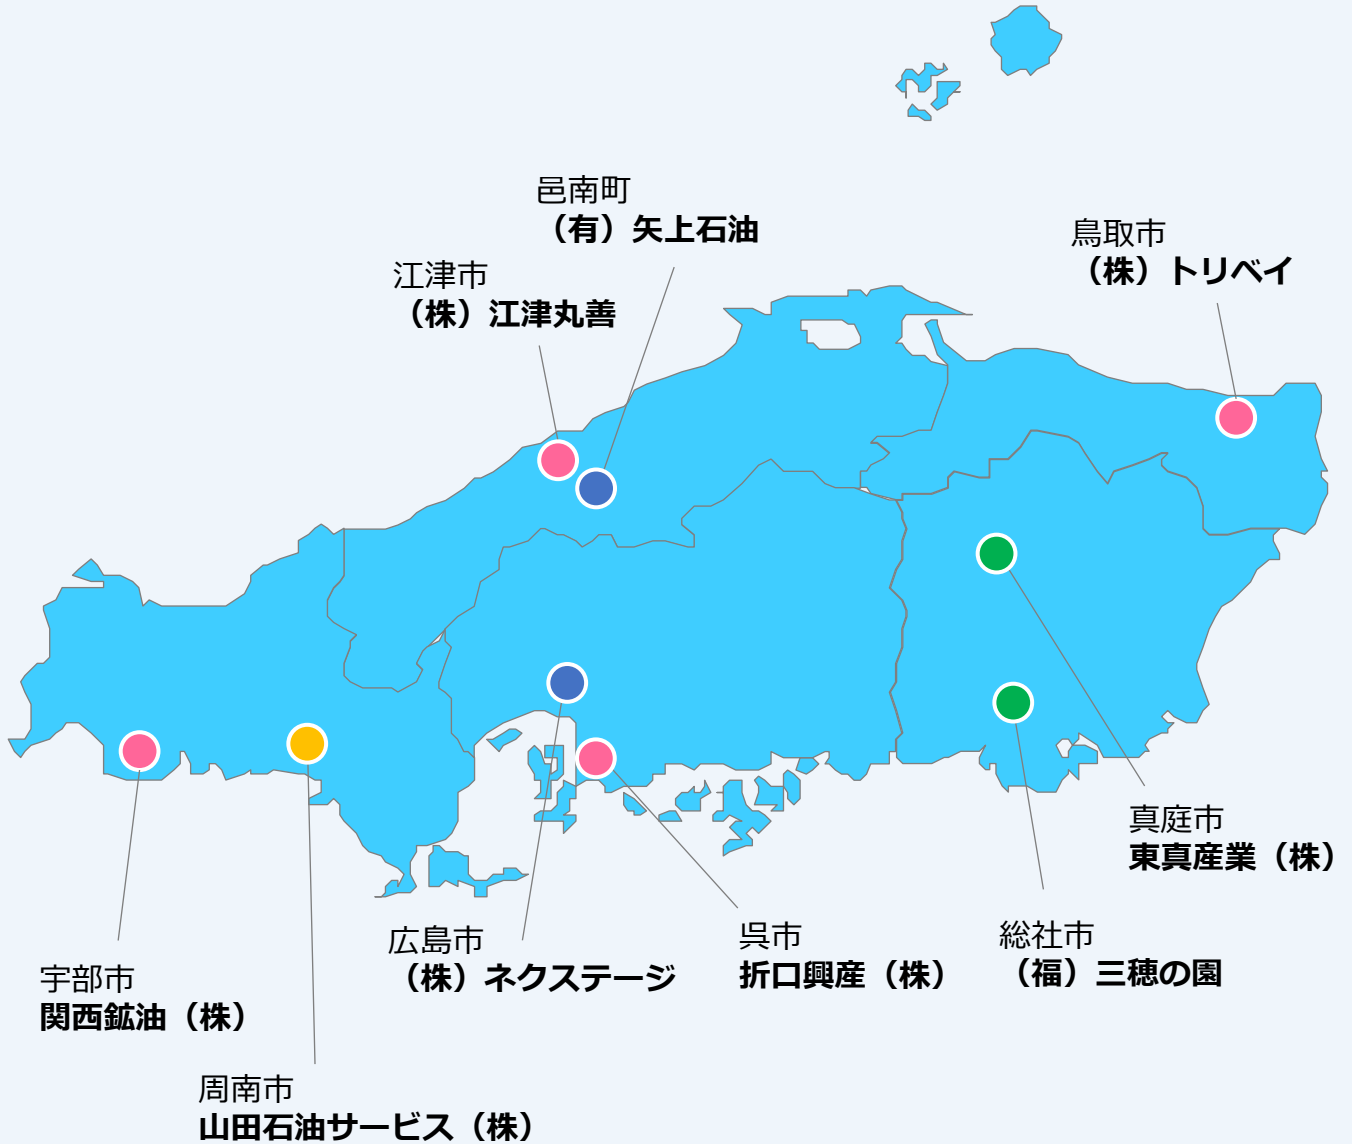 邑南町
（有）矢上石油
鳥取市
（株）トリベイ
江津市
（株）江津丸善
真庭市
東真産業（株）
広島市
（株）ネクステージ
呉市
折口興産（株）
総社市
（福）三穂の園
宇部市
関西鉱油（株）
周南市
山田石油サービス（株）